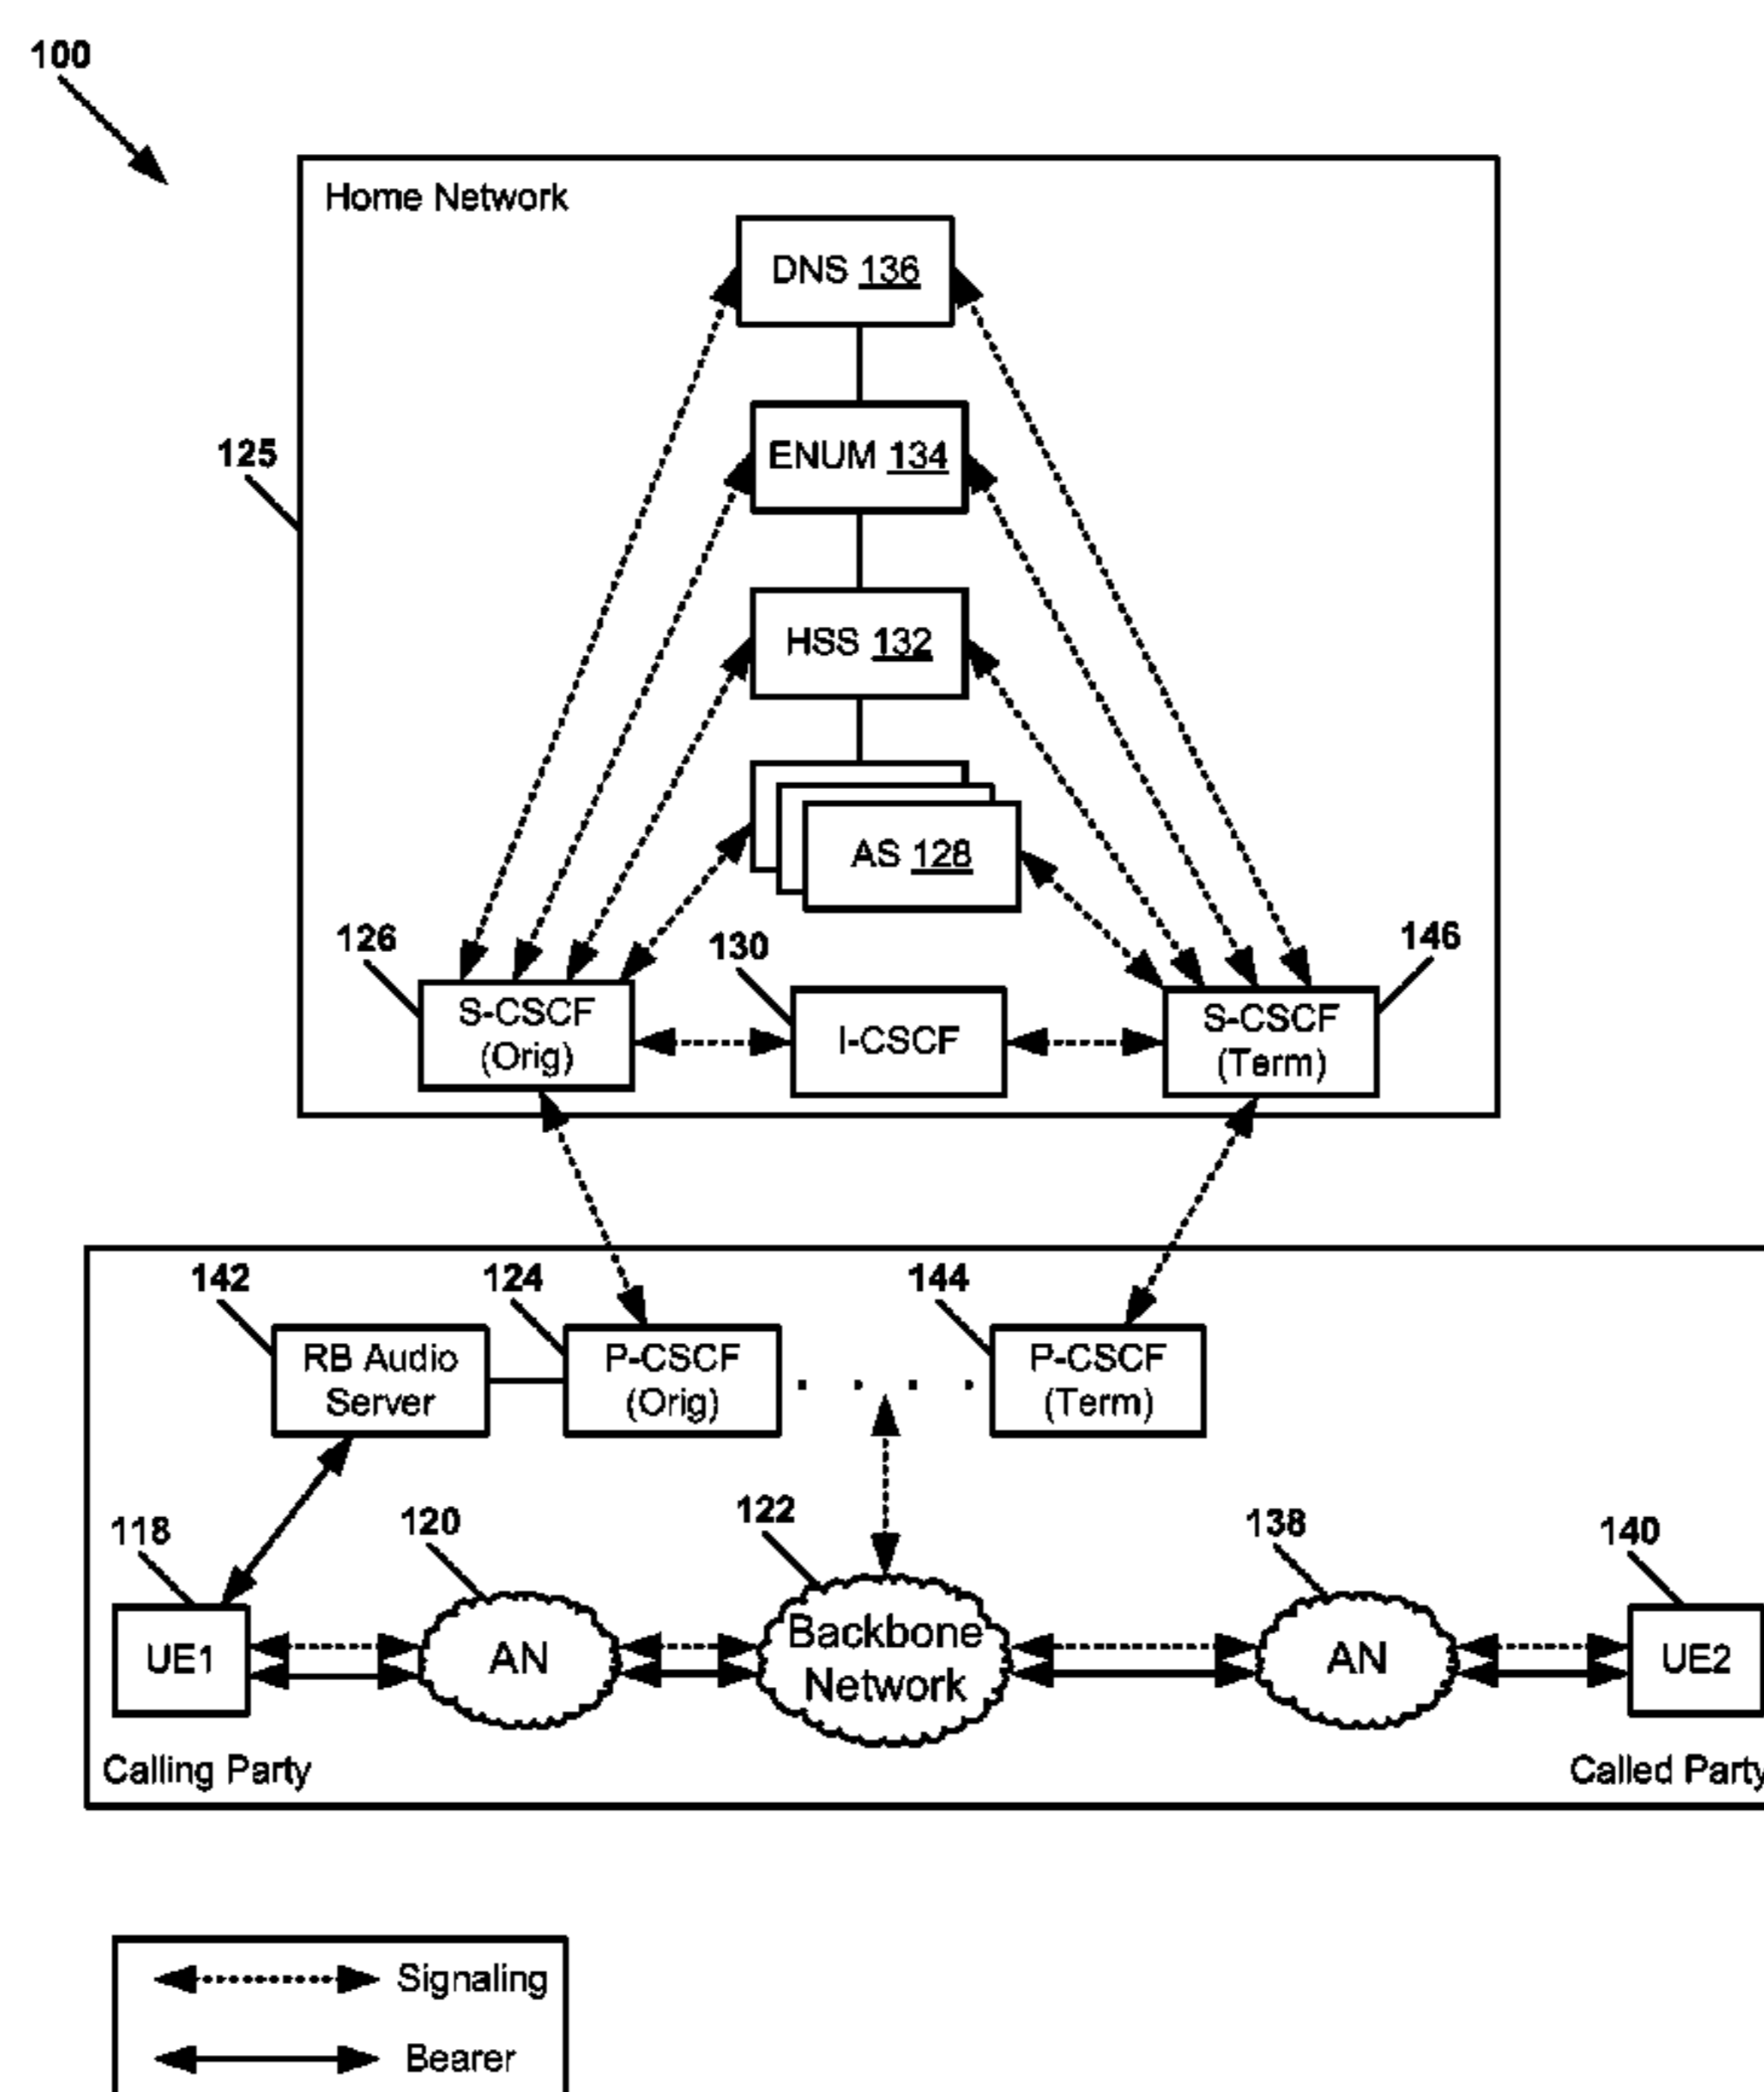 100
Home Network
DNS 136
125
ENUM 134
HSS 132
AS 128
126
130
146
S-CSCF
(Orig)
I-CSCF
S-CSCF
(Term)
142
124
144
RB Audio
Server
P-CSCF
(Orig)
. . . .
P-CSCF
(Term)
118
120
122
138
140
UE1
AN
Backbone
Network
AN
UE2
Calling Party
Called Party
Signaling
Bearer